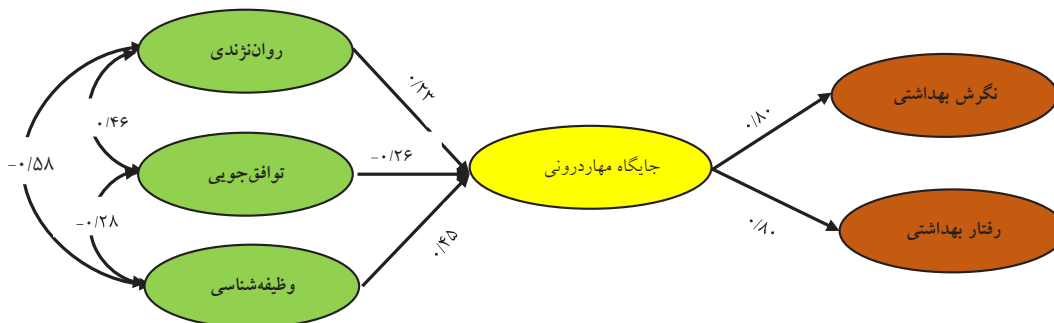 روان‌نژندی
نگرش بهداشتی
۰/۲۳
۰/۸۰
۰/۴۶
-۰/۵۸
توافق‌جویی
-۰/۲۶
جایگاه مهاردرونی
-۰/۲۸
رفتار بهداشتی
۰/۸۰
۰/۴۵
وظیفه‌شناسی